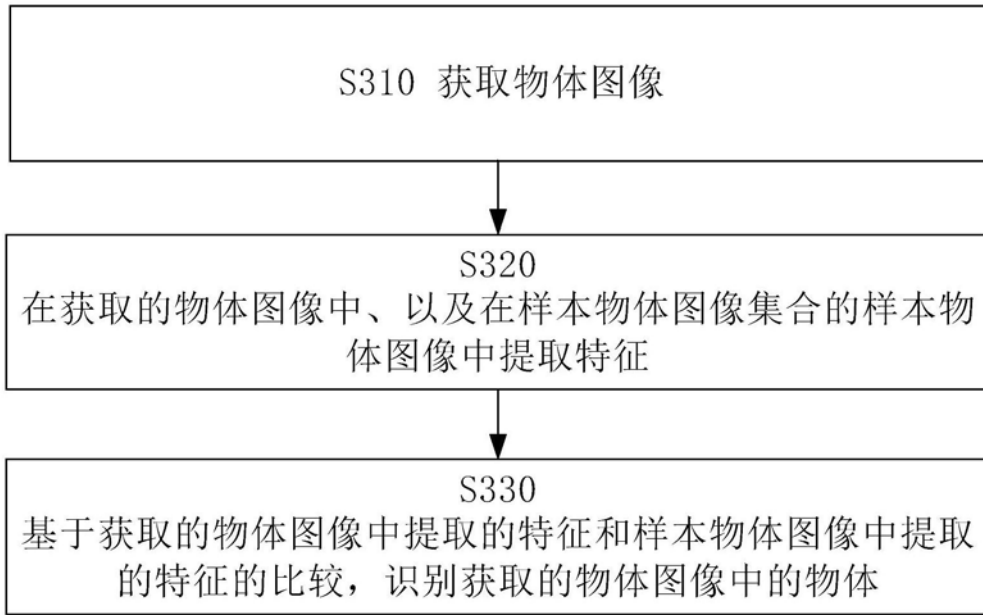 S310 获取物体图像
S320
在获取的物体图像中、以及在样本物体图像集合的样本物
体图像中提取特征
S330
基于获取的物体图像中提取的特征和样本物体图像中提取
的特征的比较，识别获取的物体图像中的物体